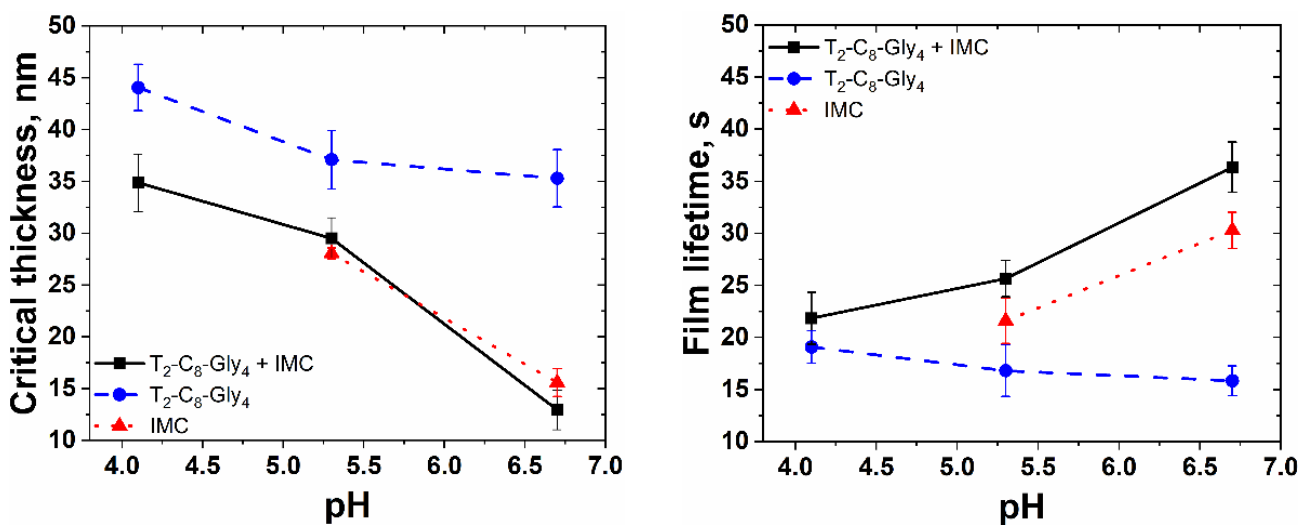 Critical thickness, nm
50
45
40
35
30
25
20
15
10
T₂-C₈-Gly₄ + IMC
T₂-C₈-Gly₄
IMC
4.0 4.5 5.0 5.5 6.0 6.5 7.0
pH
Film lifetime, s
50
45
40
35
30
25
20
15
10
T₂-C₈-Gly₄ + IMC
T₂-C₈-Gly₄
IMC
4.0 4.5 5.0 5.5 6.0 6.5 7.0
pH